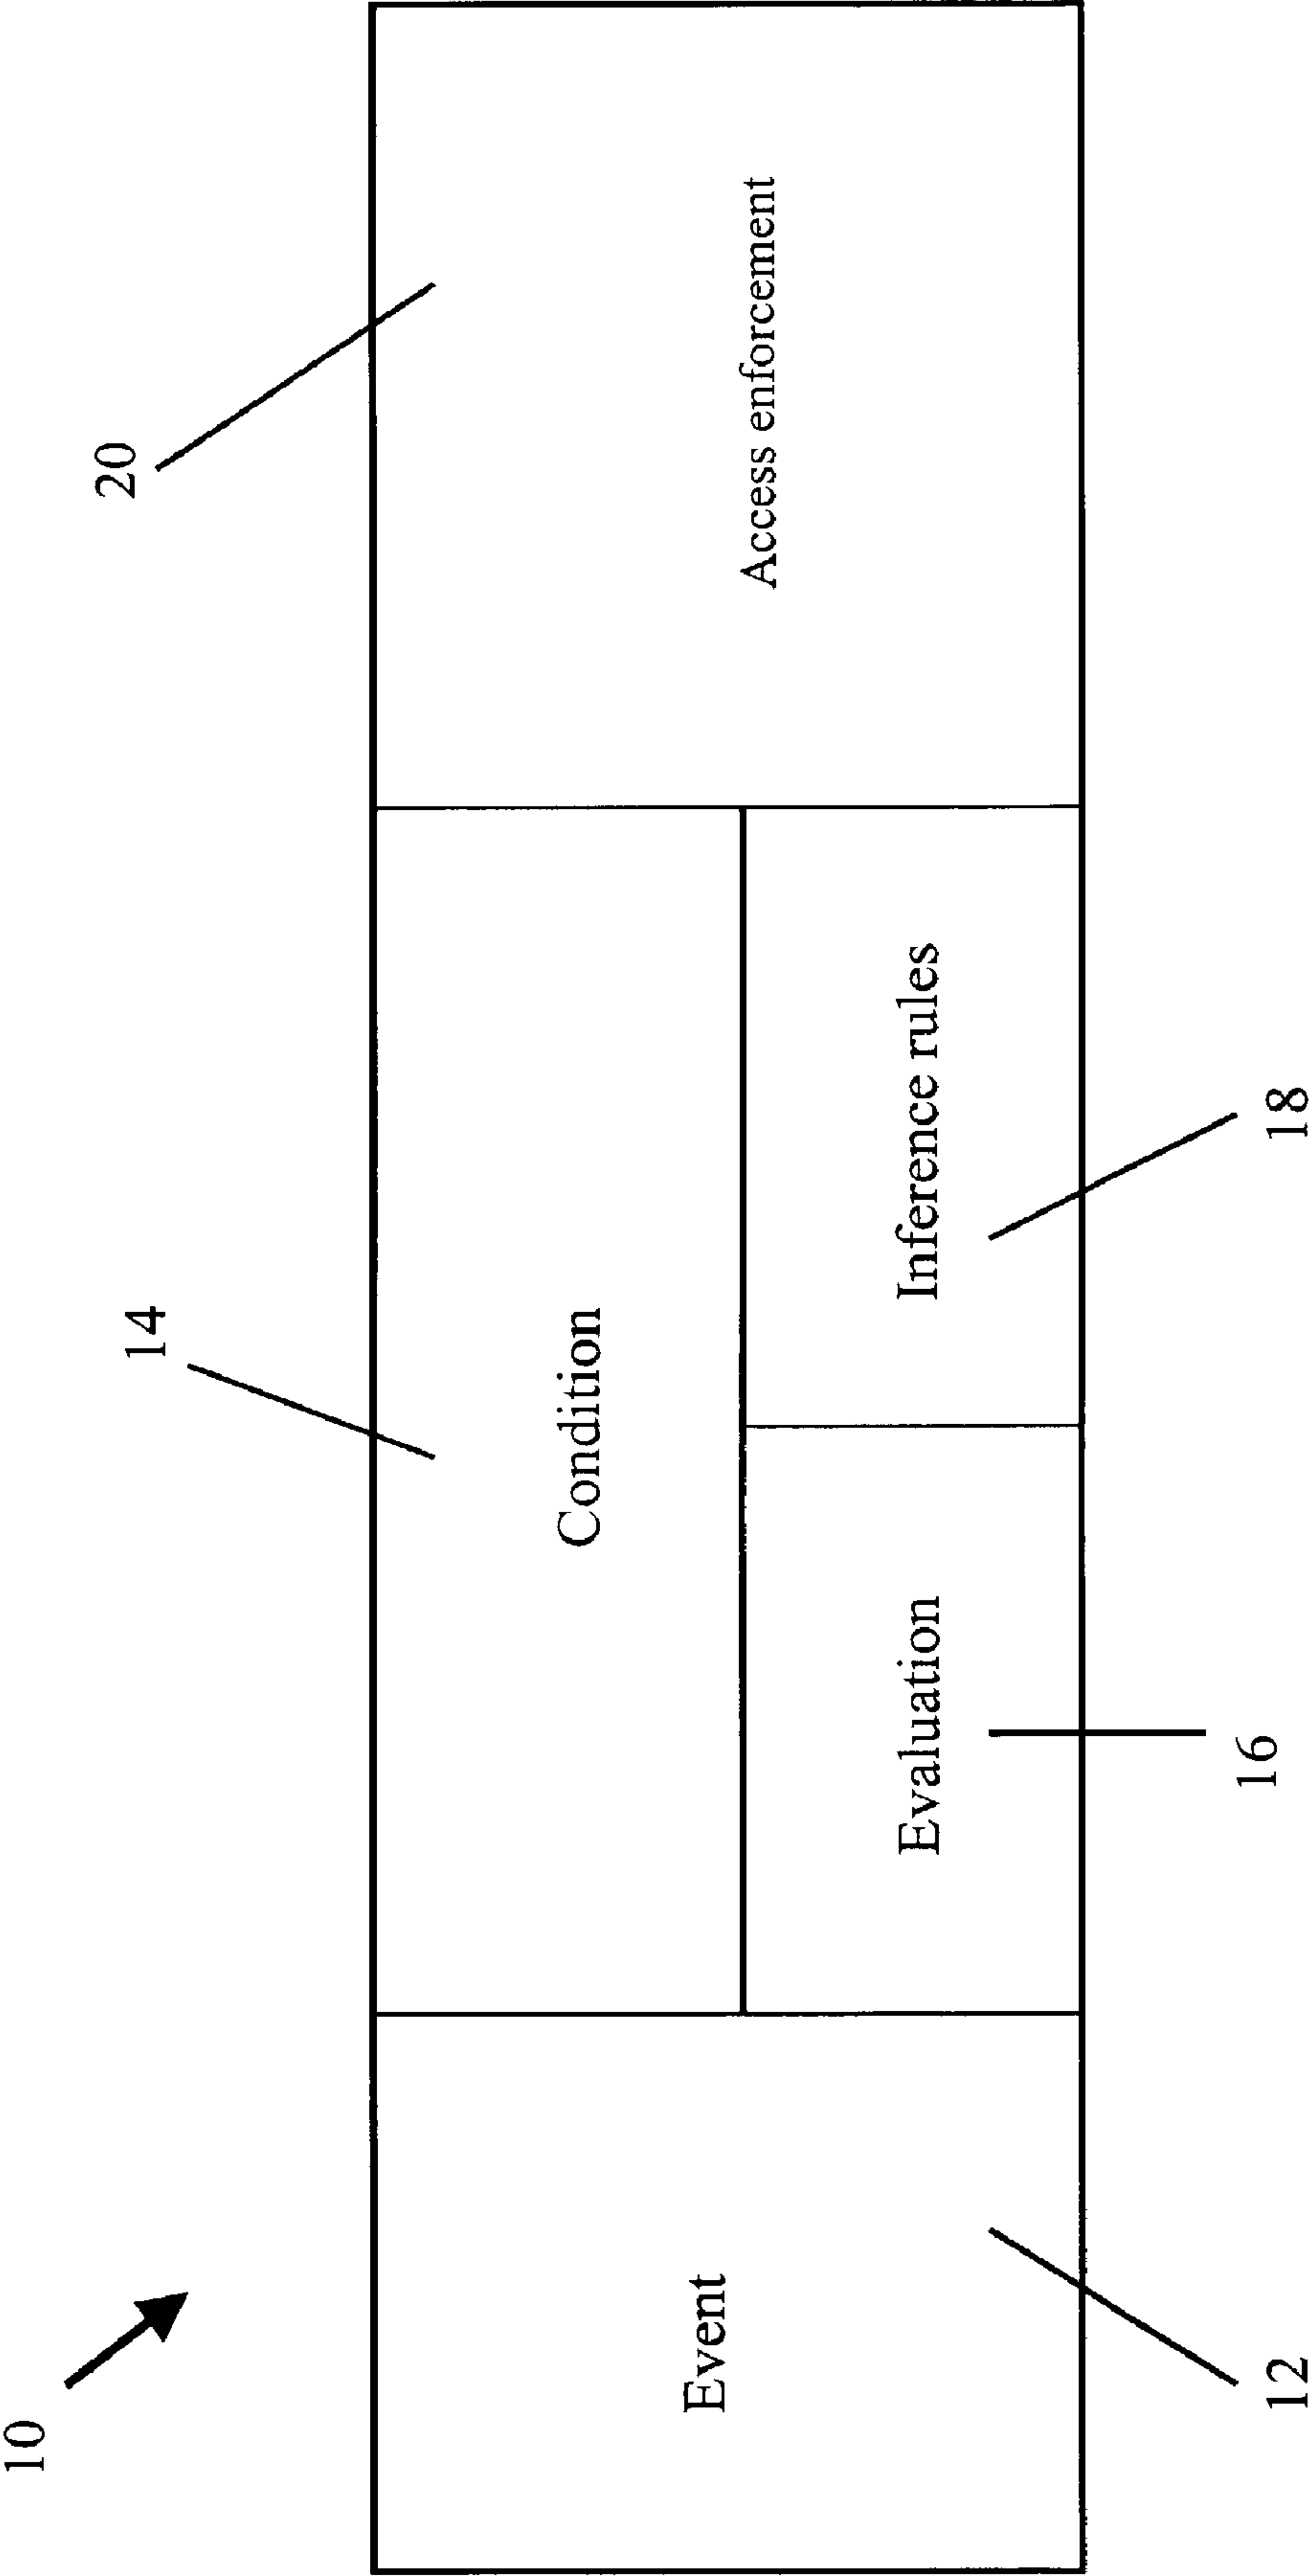 10
14
20
Event
Condition
Access enforcement
Evaluation
Inference rules
12
16
18